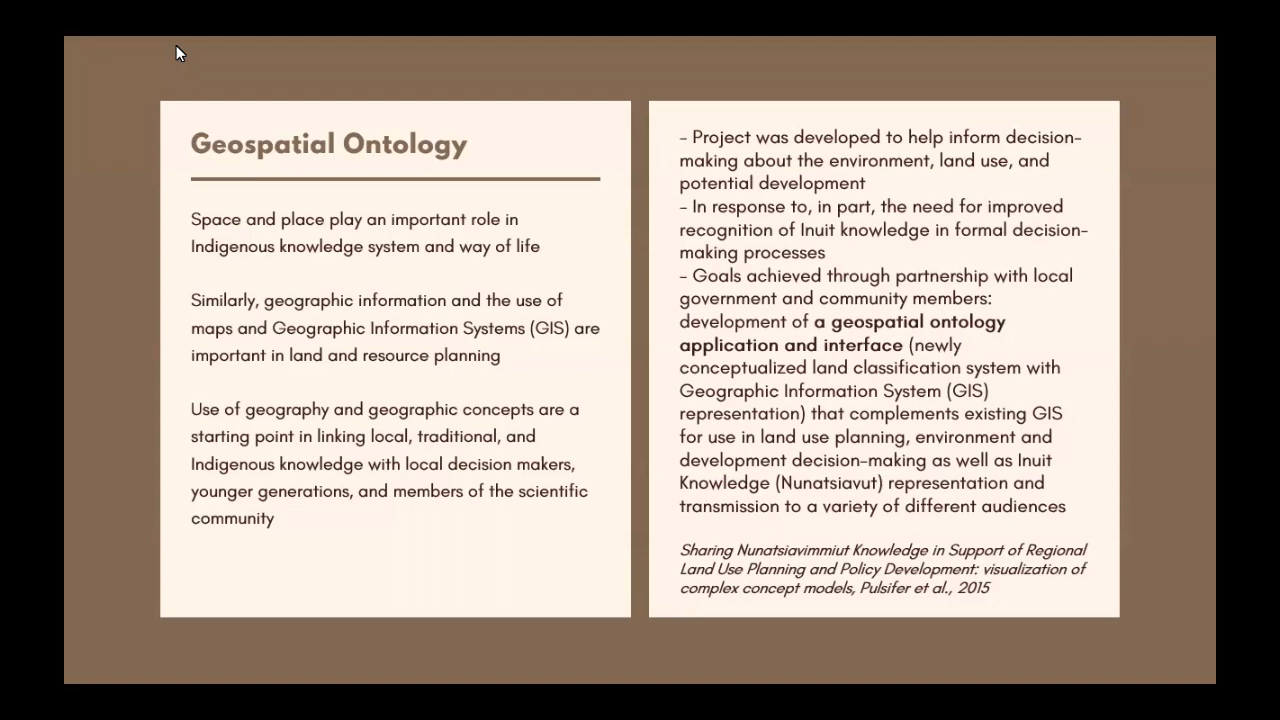 Geospatial Ontology
Space and place play an important role in
Indigenous knowledge system and way of life
Similarly, geographic information and the use of
maps and Geographic Information Systems (GIS) are
important in land and resource planning
Use of geography and geographic concepts are a
starting point in linking local, traditional, and
Indigenous knowledge with local decision makers,
younger generations, and members of the scientific
community
- Project was developed to help inform decision-
making about the environment, land use, and
potential development
- In response to, in part, the need for improved
recognition of Inuit knowledge in formal decision-
making processes
- Goals achieved through partnership with local
government and community members:
development of a geospatial ontology
application and interface (newly
conceptualized land classification system with
Geographic Information System (GIS)
representation) that complements existing GIS
for use in land use planning, environment and
development decision-making as well as Inuit
Knowledge (Nunatsiavut) representation and
transmission to a variety of different audiences
Sharing Nunatsiavimmiut Knowledge in Support of Regional
Land Use Planning and Policy Development: visualization of
complex concept models, Pulsifer et al., 2015